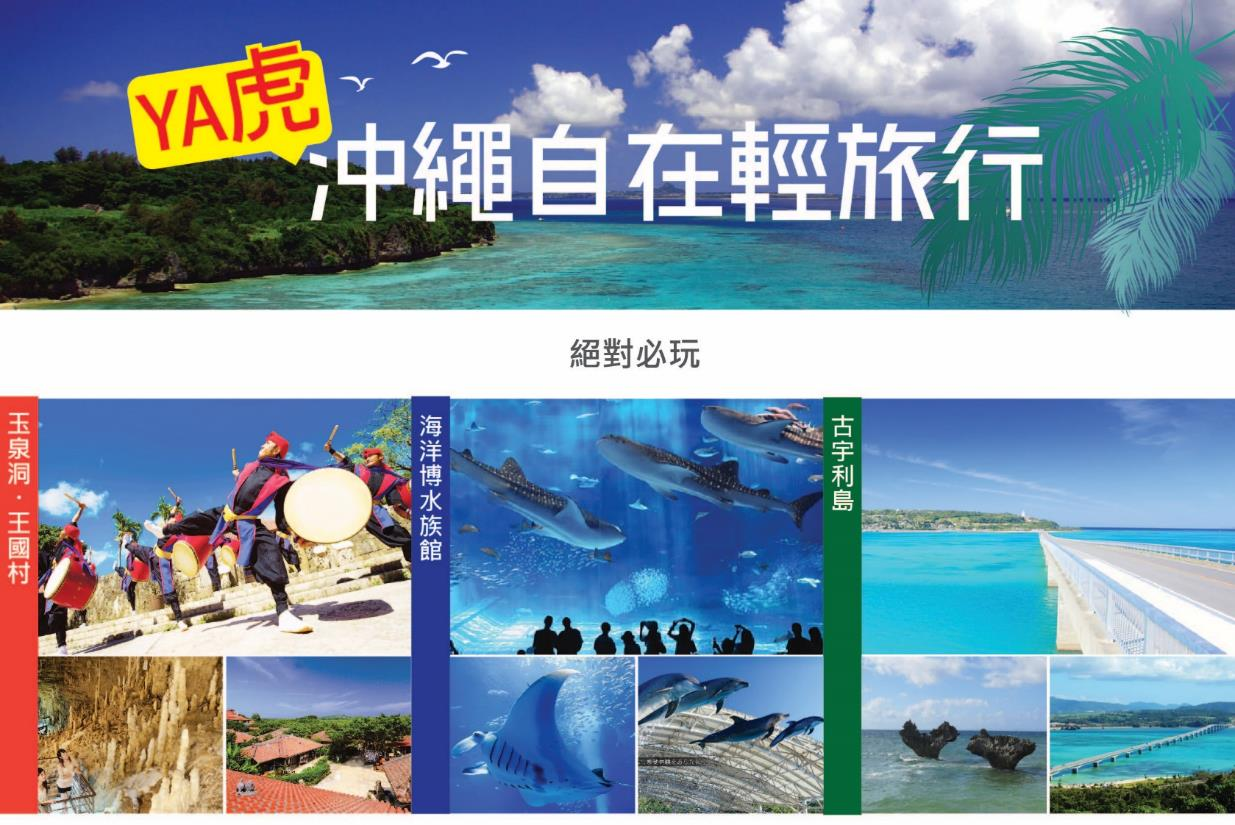 YA虎
沖繩自在輕旅行
絕對必玩
玉泉洞．王國村
海洋博水族館
古宇利島